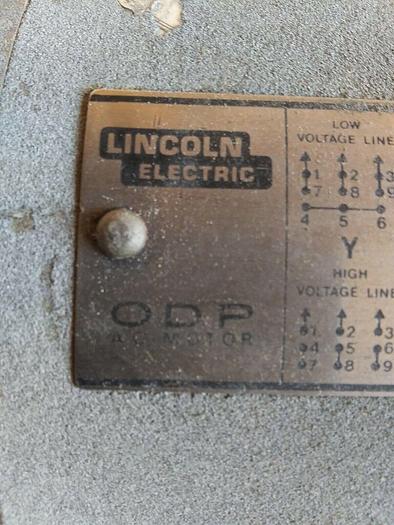 LINCOLN
ELECTRIC
ODP
AC MOTOR
LOW
VOLTAGE LINE
1 2 3
7 8 9
4 5 6
Y
HIGH
VOLTAGE LINE
1 2 3
4 5 6
7 8 9